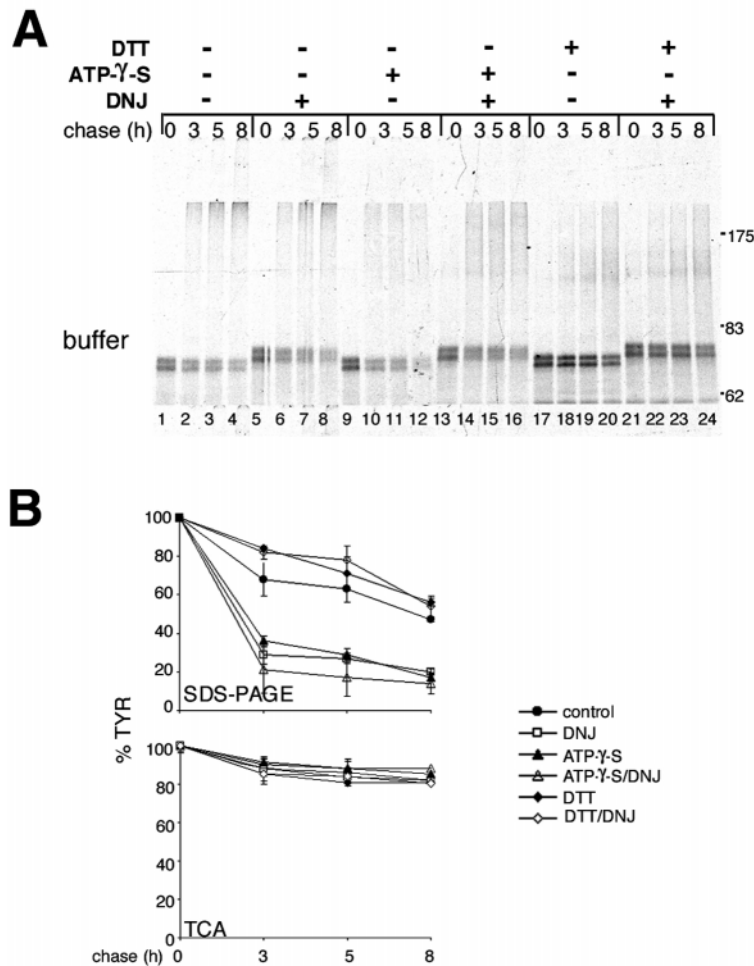 A
DTT - - - - + +
ATP-γ-S - - + + - -
DNJ - + - + - +
chase (h) 0 3 5 8 0 3 5 8 0 3 5 8 0 3 5 8 0 3 5 8 0 3 5 8
175
buffer
83
62
1 2 3 4 5 6 7 8 9 10 11 12 13 14 15 16 17 18 19 20 21 22 23 24
B
100
80
60
40
20
0
SDS-PAGE
% TYR
100
80
60
40
20
0
TCA
chase (h) 0 3 5 8
control
DNJ
ATP-γ-S
ATP-γ-S/DNJ
DTT
DTT/DNJ